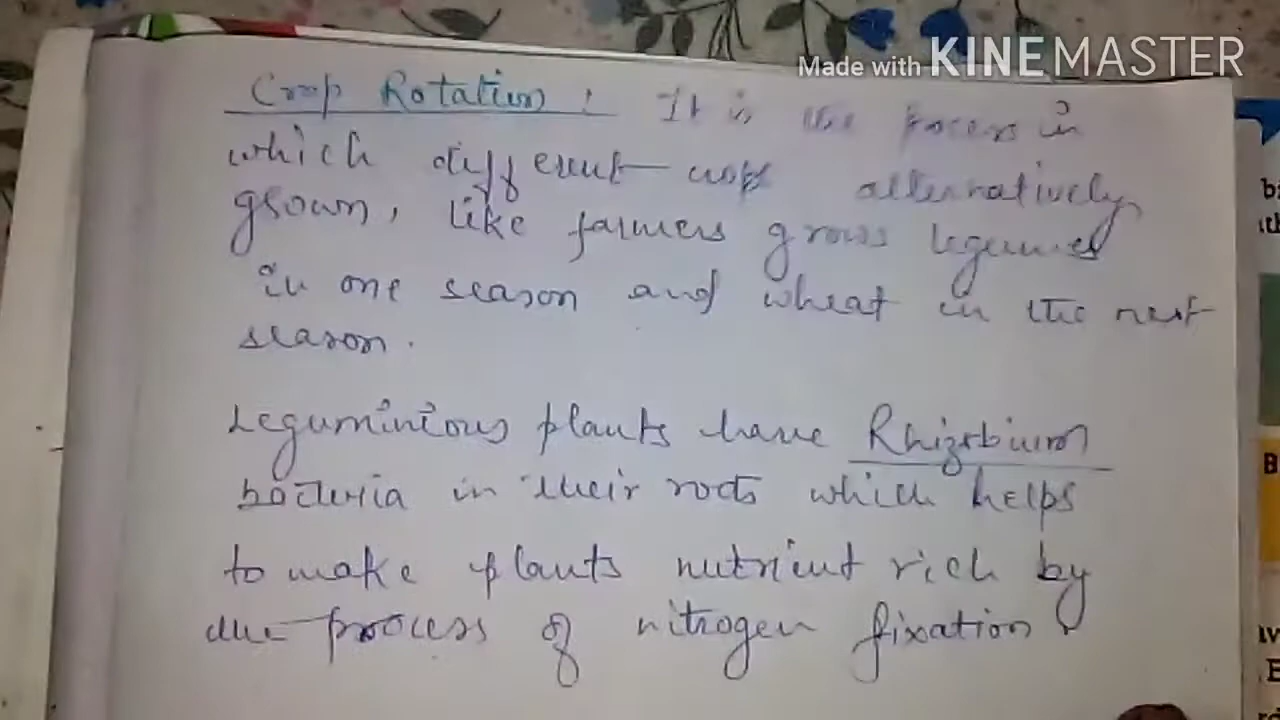 Made with KINEMASTER
Crop Rotation : It is the process in
which different crops alternatively
grown, like farmers grows legumes
in one season and wheat in the next
season.
Leguminious plants have Rhizobium
bacteria in their roots which helps
to make plants nutrient rich by
the process of nitrogen fixation.